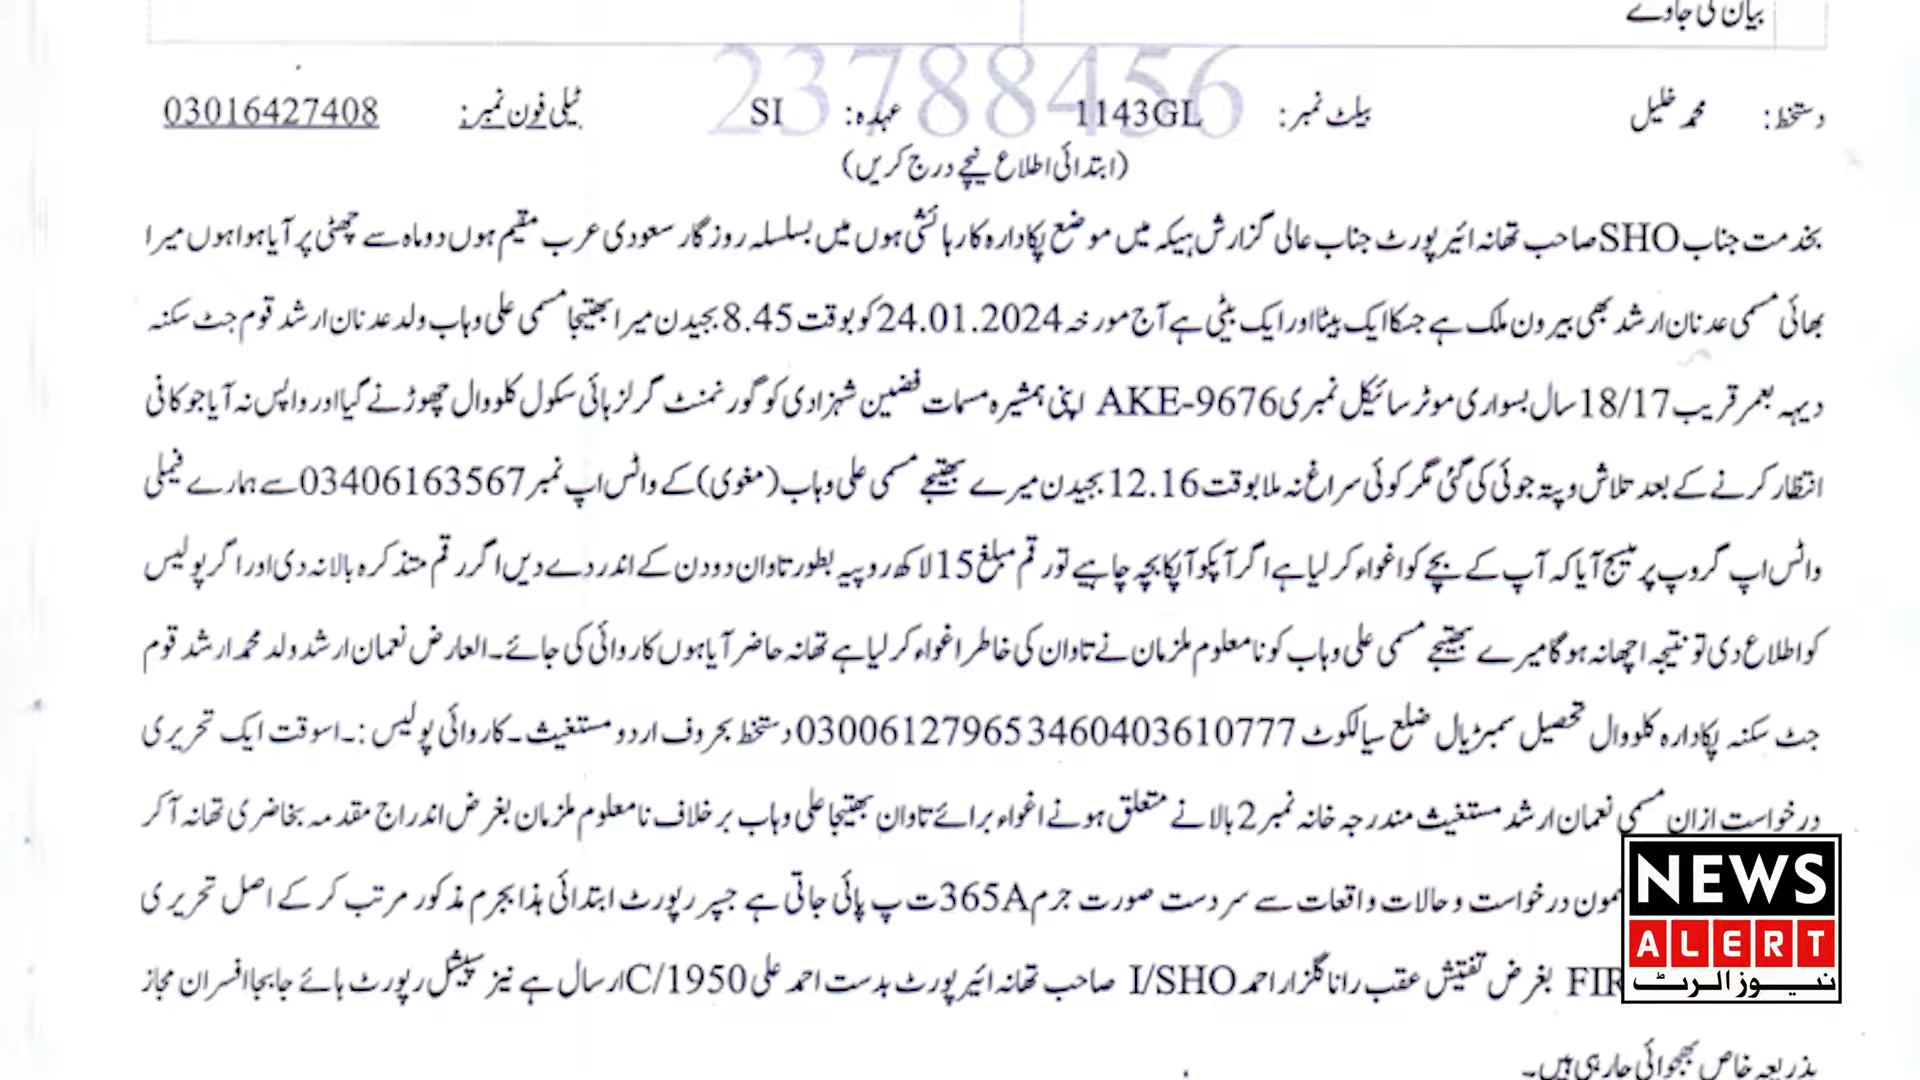 بیان کی جاوے
23788456
دستخط: محمد خلیل بیلٹ نمبر: 1143GL عہدہ: SI ٹیلی فون نمبر: 03016427408
(ابتدائی اطلاع نیچے درج کریں)
بخدمت جناب SHO صاحب تھانہ ائیرپورٹ جناب عالی گزارش ہیکہ میں موضع پکا دارہ کا رہائشی ہوں میں بسلسلہ روزگار سعودی عرب مقیم ہوں دو ماہ سے چھٹی پر آیا ہوا ہوں میرا
بھائی مسمی عدنان ارشد بھی بیرون ملک ہے جسکا ایک بیٹا اور ایک بیٹی ہے آج مورخہ 24.01.2024 کو بوقت 8.45 بجیدن میرا بھتیجا مسمی علی وہاب ولد عدنان ارشد قوم جٹ سکنہ
دیہہ بعمر قریب 18/17 سال بسواری موٹر سائیکل نمبری AKE-9676 اپنی ہمشیرہ مسمات فضین شہزادی کو گورنمنٹ گرلز ہائی سکول کلووال چھوڑنے گیا اور واپس نہ آیا جو کافی
انتظار کرنے کے بعد تلاش و پتہ جوئی کی گئی مگر کوئی سراغ نہ ملا بوقت 12.16 بجیدن میرے بھتیجے مسمی علی وہاب (مغوی) کے واٹس اپ نمبر 03406163567 سے ہمارے فیملی
واٹس اپ گروپ پر میسج آیا کہ آپ کے بچے کو اغواء کر لیا ہے اگر آپکو آپکا بچہ چاہیے تو رقم مبلغ 15 لاکھ روپیہ بطور تاوان دو دن کے اندر دے دیں اگر رقم متذکرہ بالا نہ دی اور اگر پولیس
کو اطلاع دی تو نتیجہ اچھا نہ ہو گا میرے بھتیجے مسمی علی وہاب کو نامعلوم ملزمان نے تاوان کی خاطر اغواء کر لیا ہے تھانہ حاضر آیا ہوں کاروائی کی جائے۔ العارض نعمان ارشد ولد محمد ارشد قوم
جٹ سکنہ پکا دارہ کلووال تحصیل سمبڑیال ضلع سیالکوٹ 03006127965 3460403610777 دستخط بحروف اردو مستغیث۔ کاروائی پولیس :۔ اسوقت ایک تحریری
درخواست ازان مسمی نعمان ارشد مستغیث مندرجہ خانہ نمبر 2 بالا نے متعلق ہونے اغواء برائے تاوان بھتیجا علی وہاب برخلاف نامعلوم ملزمان بغرض اندراج مقدمہ بحاضری تھانہ آ کر
مون درخواست و حالات واقعات سے سردست صورت جرم 365A ت پ پائی جاتی ہے جسپر رپورٹ ابتدائی ہذا بجرم مذکور مرتب کر کے اصل تحریری
FIR بغرض تفتیش عقب رانا گلزار احمد I/SHO صاحب تھانہ ائیرپورٹ بدست احمد علی C/1950 ارسال ہے نیز سپیشل رپورٹ ہائے جابجا افسران مجاز
بذریعہ خاص بھجوائی جا رہی ہیں۔
NEWS
ALERT
نیوز الرٹ